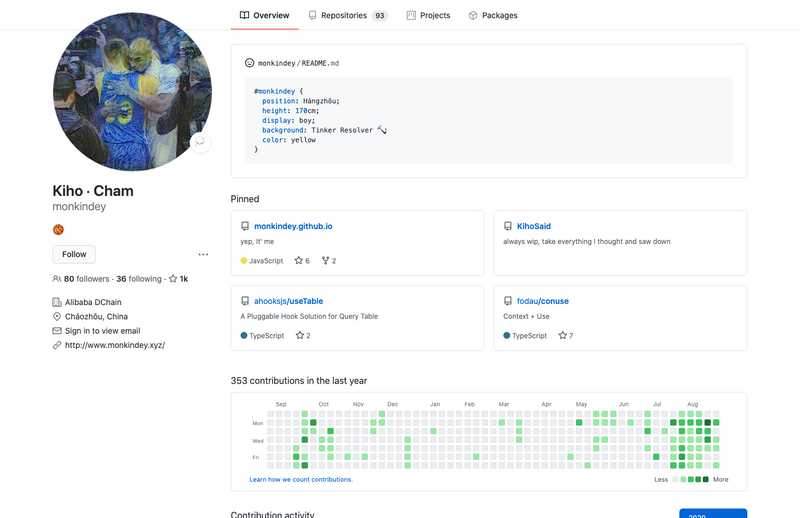 Overview
Repositories 93
Projects
Packages
Kiho · Cham
monkindey
Follow
80 followers · 36 following · 1k
Alibaba DChain
Cháozhōu, China
Sign in to view email
http://www.monkindey.xyz/
monkindey/README.md
#monkindey {
position: Hángzhōu;
height: 170cm;
display: boy;
background: Tinker Resolver 🔨
color: yellow
}
Pinned
monkindey.github.io
yep, It' me
JavaScript 6 2
KihoSaid
always wip, take everything I thought and saw down
ahooksjs/useTable
A Pluggable Hook Solution for Query Table
TypeScript 2
fodau/conuse
Context + Use
TypeScript 7
353 contributions in the last year
Sep Oct Nov Dec Jan Feb Mar Apr May Jun Jul Aug
Mon
Wed
Fri
Learn how we count contributions.
Less More
Contribution activity
2020